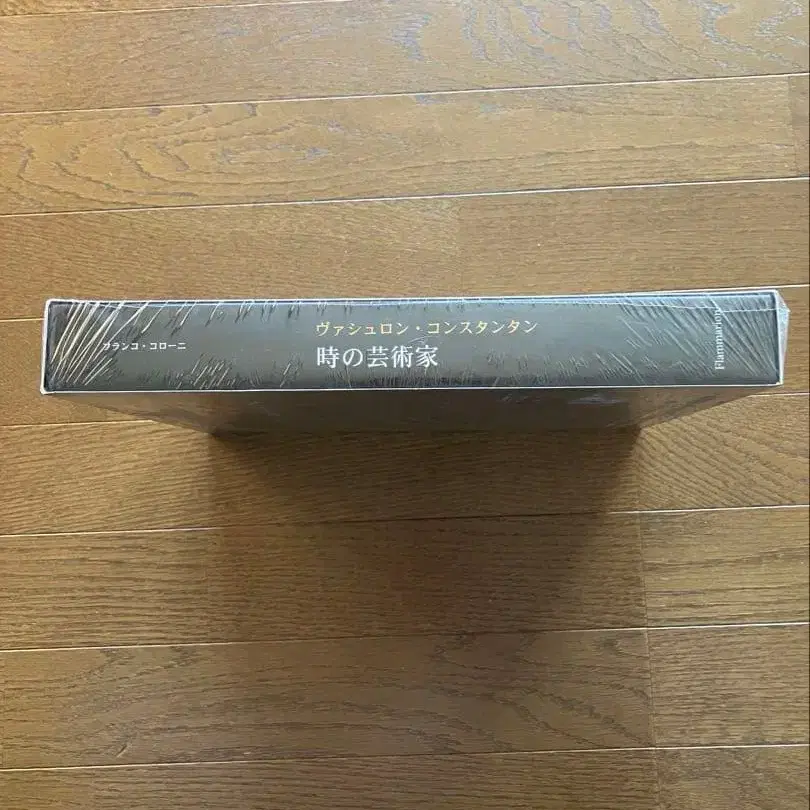 フランコ・コローニ
ヴァシュロン・コンスタンタン
時の芸術家
Flammarion